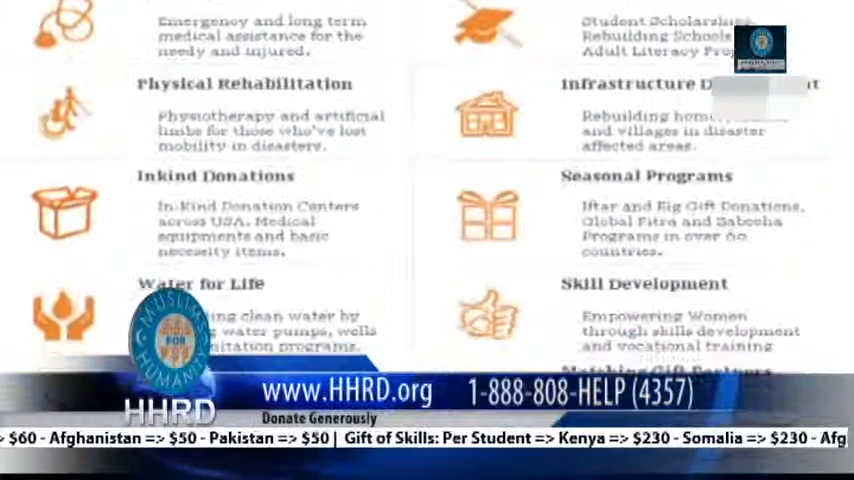 Emergency and long term
medical assistance for the
needy and injured.
Physical Rehabilitation
Physiotherapy and artificial
limbs for those who've lost
mobility in disasters.
Inkind Donations
In-Kind Donation Centers
across USA. Medical
equipments and basic
necessity items.
Water for Life
clean water by
water pumps, wells
programs.
Student Scholarships,
Rebuilding Schools
Adult Literacy
Infrastructure
Rebuilding
and villages in disaster
affected areas.
Seasonal Programs
Iftar and Eig Gift Donations,
Global Fitra and
Programs in over 60
countries.
Skill Development
Empowering Women
through skills development
and vocational training
Matching Gift Partners
MUSLIMS
FOR
HUMANITY
HHRD
www.HHRD.org 1-888-808-HELP (4357)
Donate Generously
> $60 - Afghanistan => $50 - Pakistan => $50 | Gift of Skills: Per Student => Kenya => $230 - Somalia => $230 - Afg